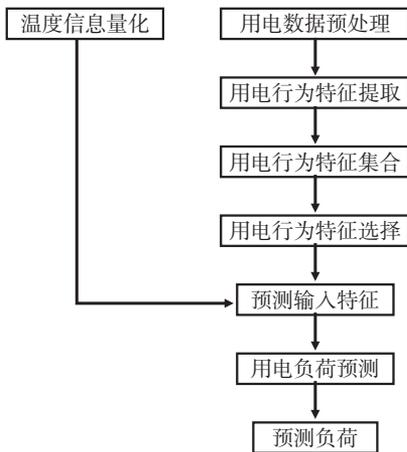 温度信息量化
用电数据预处理
用电行为特征提取
用电行为特征集合
用电行为特征选择
预测输入特征
用电负荷预测
预测负荷